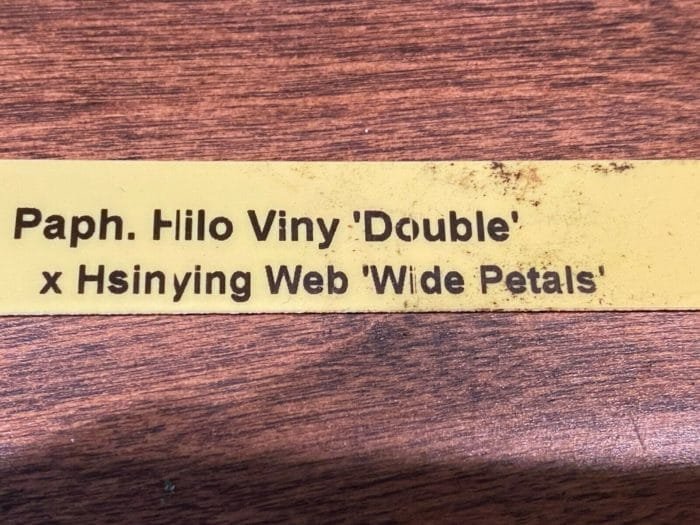 Paph. Hilo Viny 'Double'
x Hsinying Web 'Wide Petals'